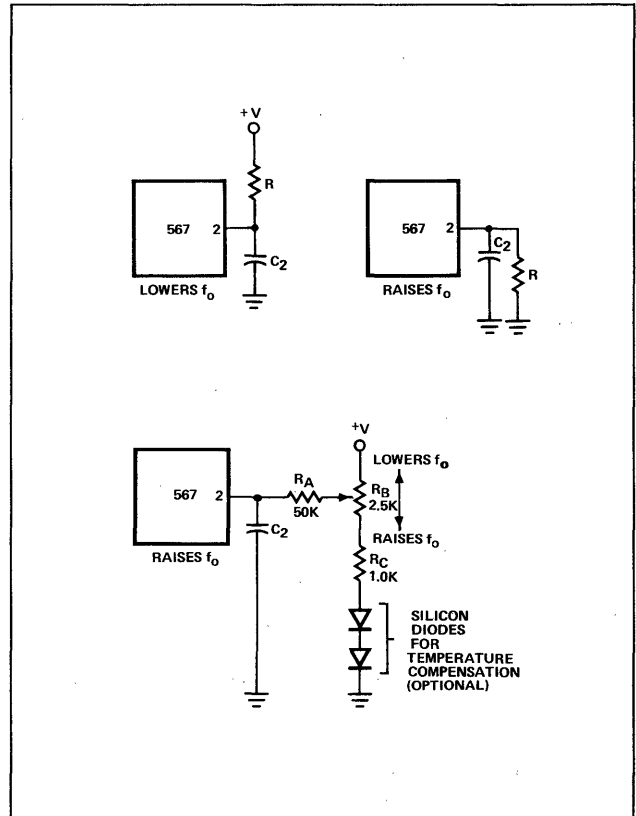 +V
R
567 2
C2
LOWERS fo
567 2
C2
R
RAISES fo
+V
LOWERS fo
RA
50K
RB
2.5K
567 2
C2
RAISES fo
RAISES fo
RC
1.0K
SILICON
DIODES
FOR
TEMPERATURE
COMPENSATION
(OPTIONAL)